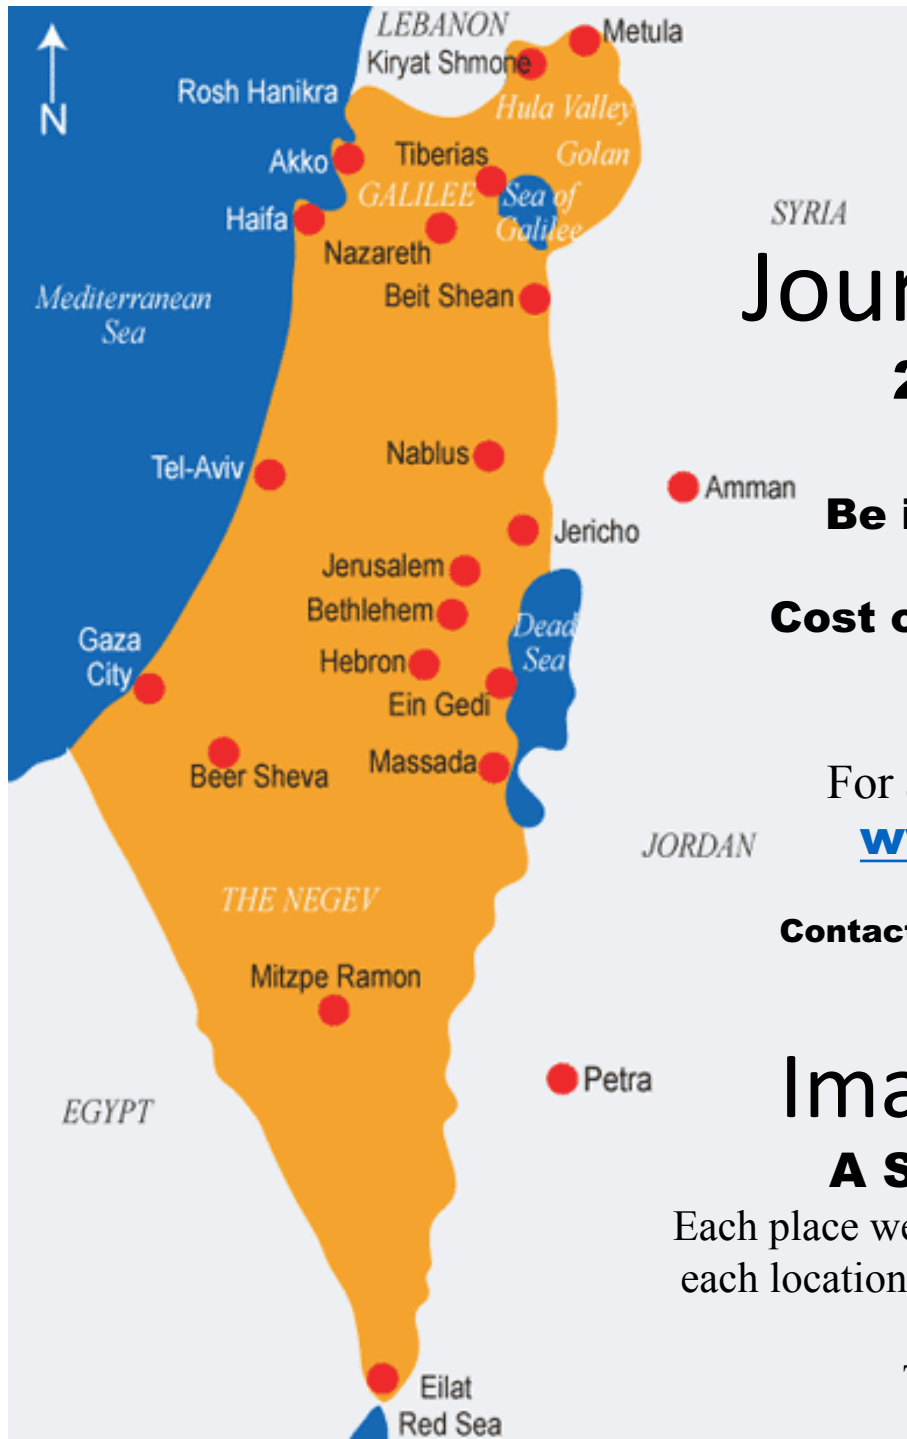 LEBANON
Metula
Kiryat Shmone
Rosh Hanikra
Hula Valley
N
Akko
Tiberias
Golan
GALILEE
Sea of
Galilee
Haifa
SYRIA
Nazareth
Mediterranean
Sea
Beit Shean
Jour
2
Nablus
Tel-Aviv
Amman
Be i
Jericho
Jerusalem
Bethlehem
Dead
Sea
Cost o
Gaza
City
Hebron
Ein Gedi
Massada
Beer Sheva
For
JORDAN
ww
THE NEGEV
Contact
Mitzpe Ramon
Petra
Ima
EGYPT
A S
Each place we
each location
Eilat
Red Sea